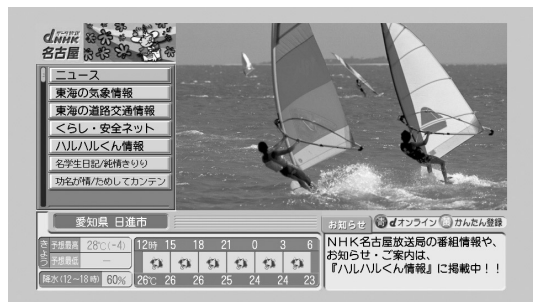 dNHK
名古屋
ニュース
東海の気象情報
東海の道路交通情報
くらし・安全ネット
ハルハルくん情報
名学生日記/純情きらり
功名が情/ためしてカンテン
愛知県 日進市
きょう
予想最高 28℃(-4)
予想最低 ―
降水(12～18時) 60%
12時 15 18 21 0 3 6
26℃ 26 25 25 24 24 23
お知らせ dオンライン かんたん登録
NHK名古屋放送局の番組情報や、
お知らせ・ご案内は、
『ハルハルくん情報』に掲載中！！